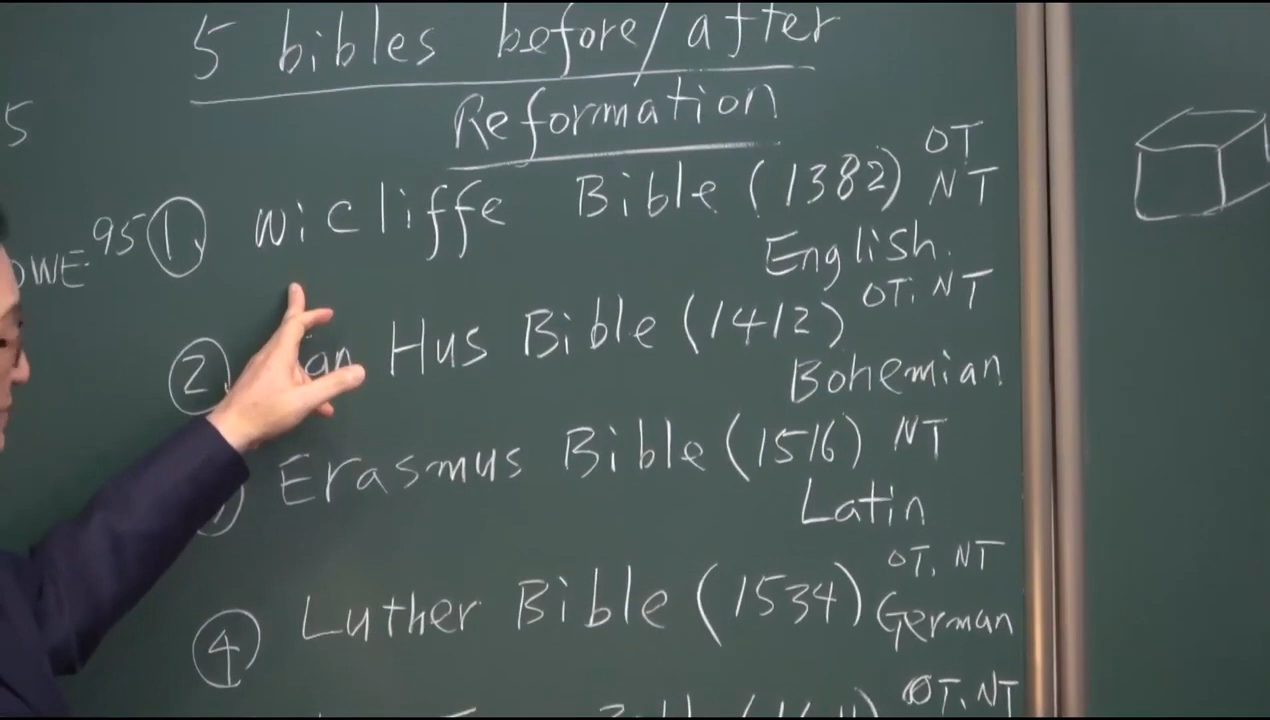 5 bibles before/after
Reformation
5
OWE 95
① Wicliffe Bible (1382) OT NT
English.
② Hus Bible (1412) OT, NT
Bohemian
Erasmus Bible (1516) NT
Latin
④ Luther Bible (1534) OT, NT
German
OT, NT